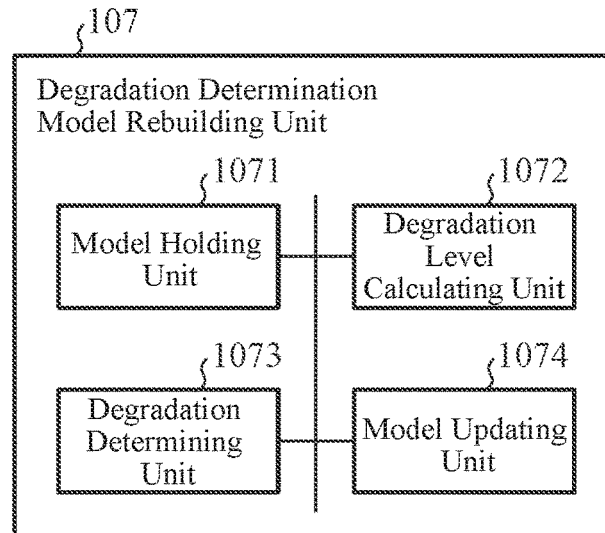 107
Degradation Determination
Model Rebuilding Unit
1071
Model Holding
Unit
1072
Degradation
Level
Calculating Unit
1073
Degradation
Determining
Unit
1074
Model Updating
Unit